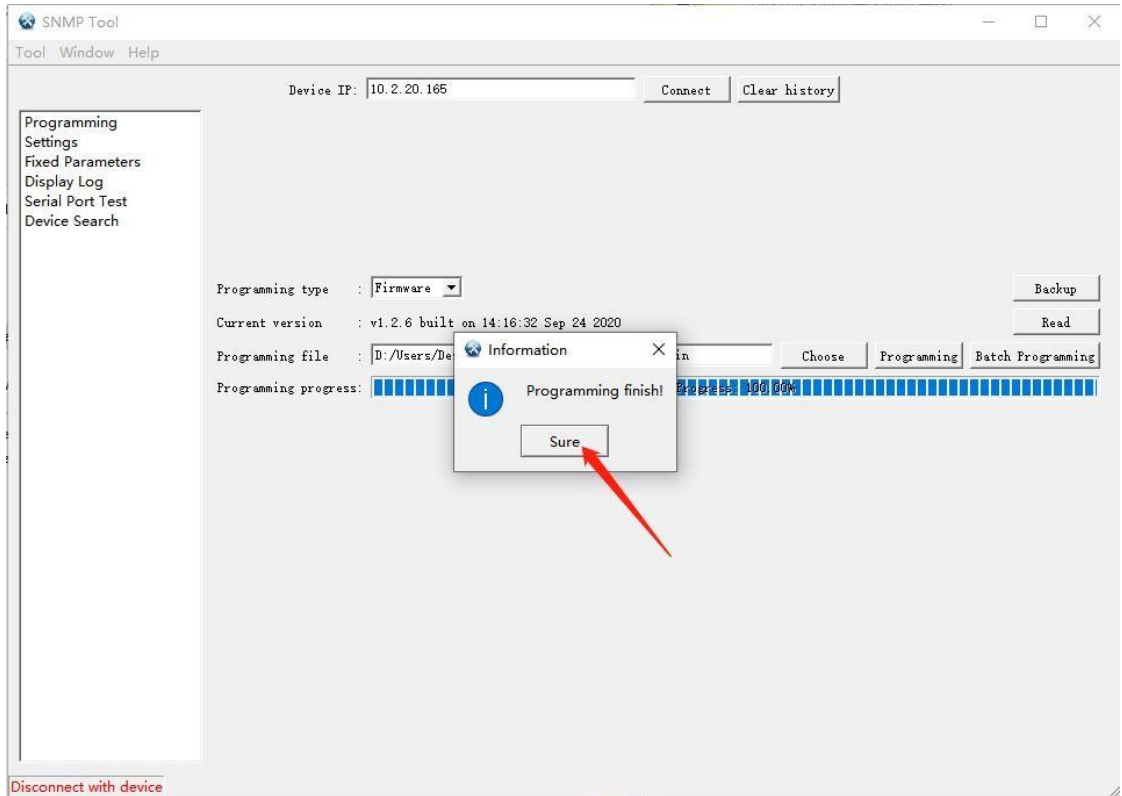 SNMP Tool
Tool Window Help
Device IP: 10.2.20.165 Connect Clear history
Programming
Settings
Fixed Parameters
Display Log
Serial Port Test
Device Search
Programming type : Firmware Backup
Current version : v1.2.6 built on 14:16:32 Sep 24 2020 Read
Programming file : D:/Users/De in Choose Programming Batch Programming
Programming progress: Progress: 100.00%
Information
Programming finish!
Sure
Disconnect with device